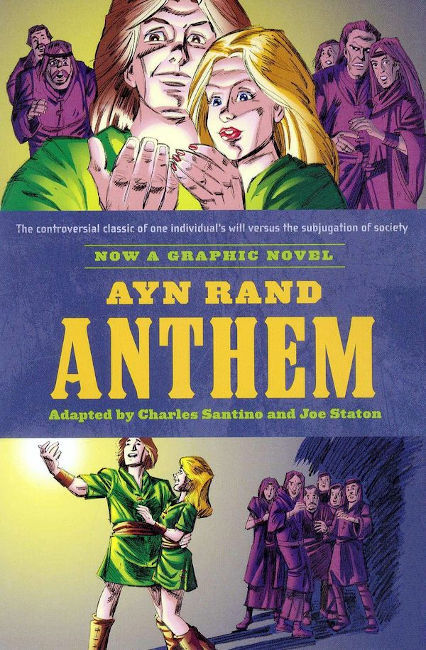 The controversial classic of one individual's will versus the subjugation of society
NOW A GRAPHIC NOVEL
AYN RAND
ANTHEM
Adapted by Charles Santino and Joe Staton